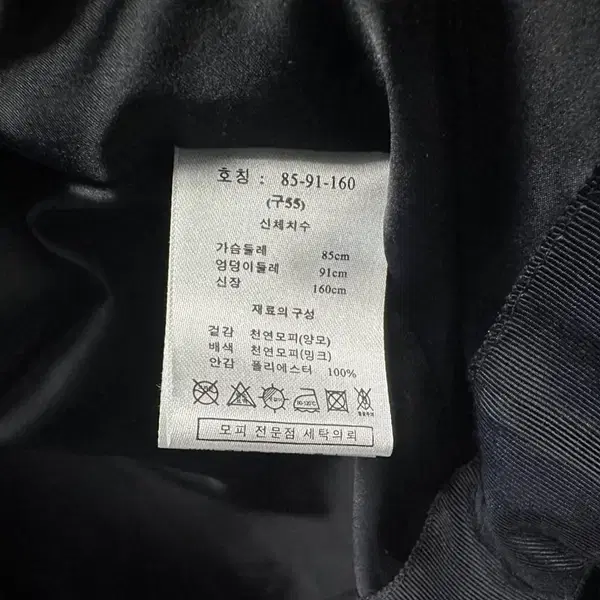 호칭 : 85-91-160
(구55)
신체치수
가슴둘레 85cm
엉덩이둘레 91cm
신장 160cm
재료의 구성
겉감 천연모피(양모)
배색 천연모피(밍크)
안감 폴리에스터 100%
80-120℃
모피 전문점 세탁의뢰